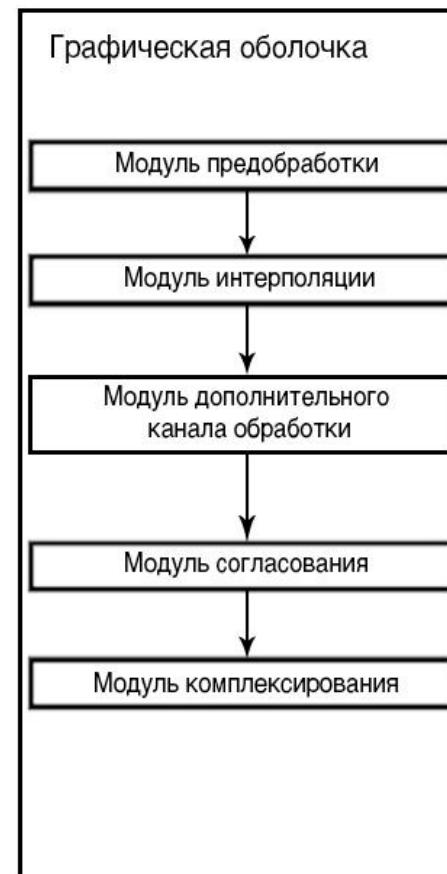 Графическая оболочка
Модуль предобработки
Модуль интерполяции
Модуль дополнительного
канала обработки
Модуль согласования
Модуль комплексирования